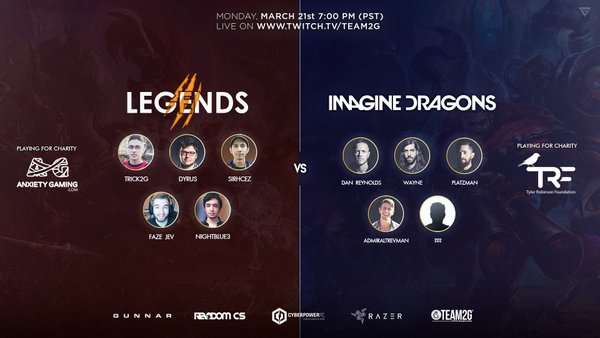 MONDAY, MARCH 21st 7:00 PM (PST)
LIVE ON WWW.TWITCH.TV/TEAM2G
LEGENDS
IMAGINE DRAGONS
PLAYING FOR CHARITY
ANXIETY GAMING
.COM
TRICK2G
DYRUS
SIRHCEZ
FAZE JEV
NIGHTBLUE3
VS
DAN REYNOLDS
WAYNE
PLATZMAN
ADMIRALTREVMAN
???
PLAYING FOR CHARITY
TRF
Tyler Robinson Foundation
GUNNAR
RANDOM CS
CYBERPOWERPC
RAZER
TEAM2G